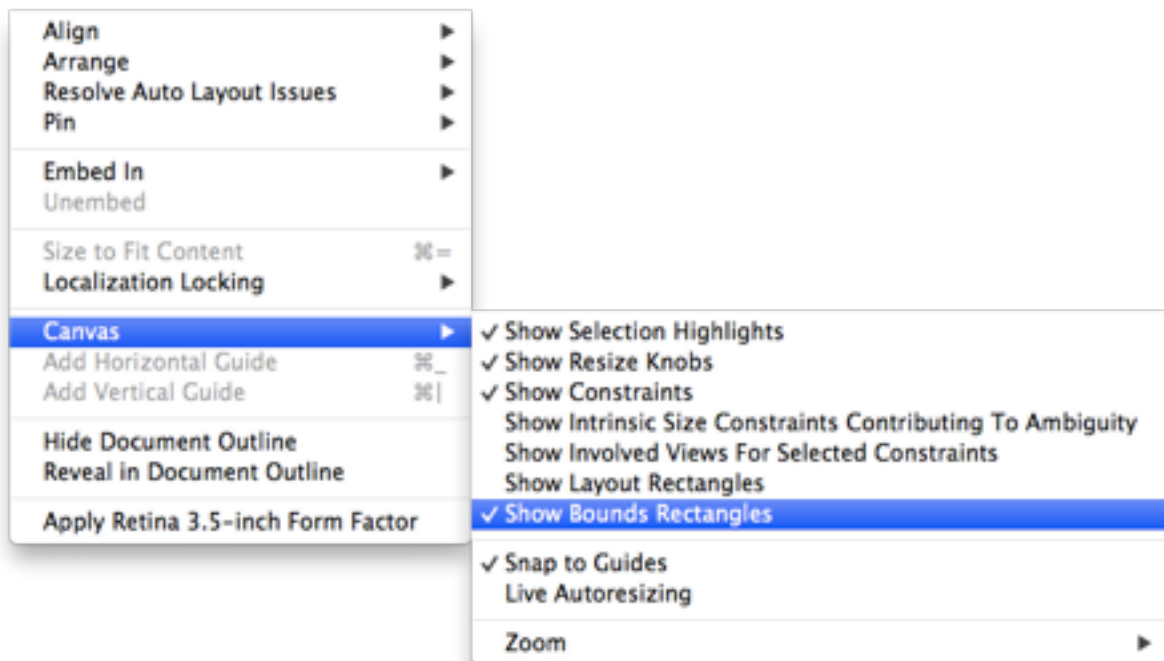 Align
Arrange
Resolve Auto Layout Issues
Pin
Embed In
Unembed
Size to Fit Content ⌘=
Localization Locking
Canvas
Add Horizontal Guide ⌘_
Add Vertical Guide ⌘|
Hide Document Outline
Reveal in Document Outline
Apply Retina 3.5-inch Form Factor
✓ Show Selection Highlights
✓ Show Resize Knobs
✓ Show Constraints
Show Intrinsic Size Constraints Contributing To Ambiguity
Show Involved Views For Selected Constraints
Show Layout Rectangles
✓ Show Bounds Rectangles
✓ Snap to Guides
Live Autoresizing
Zoom